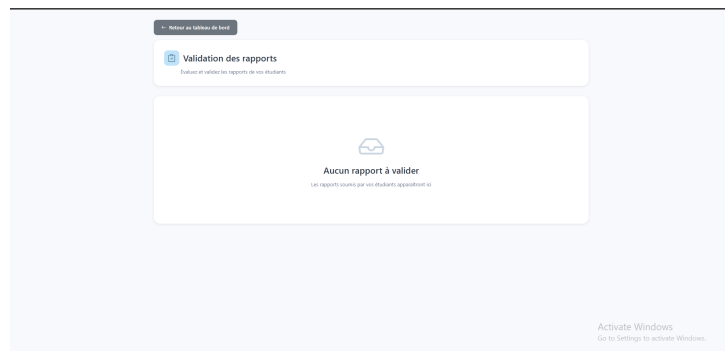 ← Retour au tableau de bord
Validation des rapports
Évaluez et validez les rapports de vos étudiants
Aucun rapport à valider
Les rapports soumis par vos étudiants apparaîtront ici
Activate Windows
Go to Settings to activate Windows.